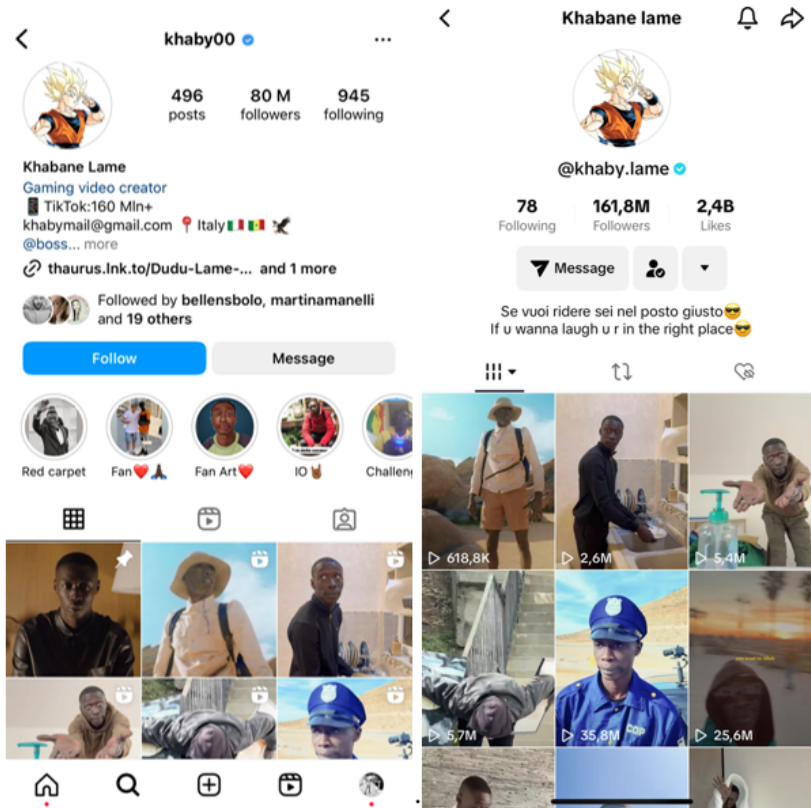 khaby00
496
posts
80 M
followers
945
following
Khabane Lame
Gaming video creator
TikTok:160 Mln+
khabymail@gmail.com Italy
@boss... more
thaurus.lnk.to/Dudu-Lame-... and 1 more
Followed by bellensbolo, martinamanelli
and 19 others
Follow
Message
Red carpet
Fan
Fan Art
IO
Challeng
Khabane lame
@khaby.lame
78
Following
161,8M
Followers
2,4B
Likes
Message
Se vuoi ridere sei nel posto giusto
If u wanna laugh u r in the right place
618,8K
2,6M
5,4M
5,7M
COP
35,8M
25,6M